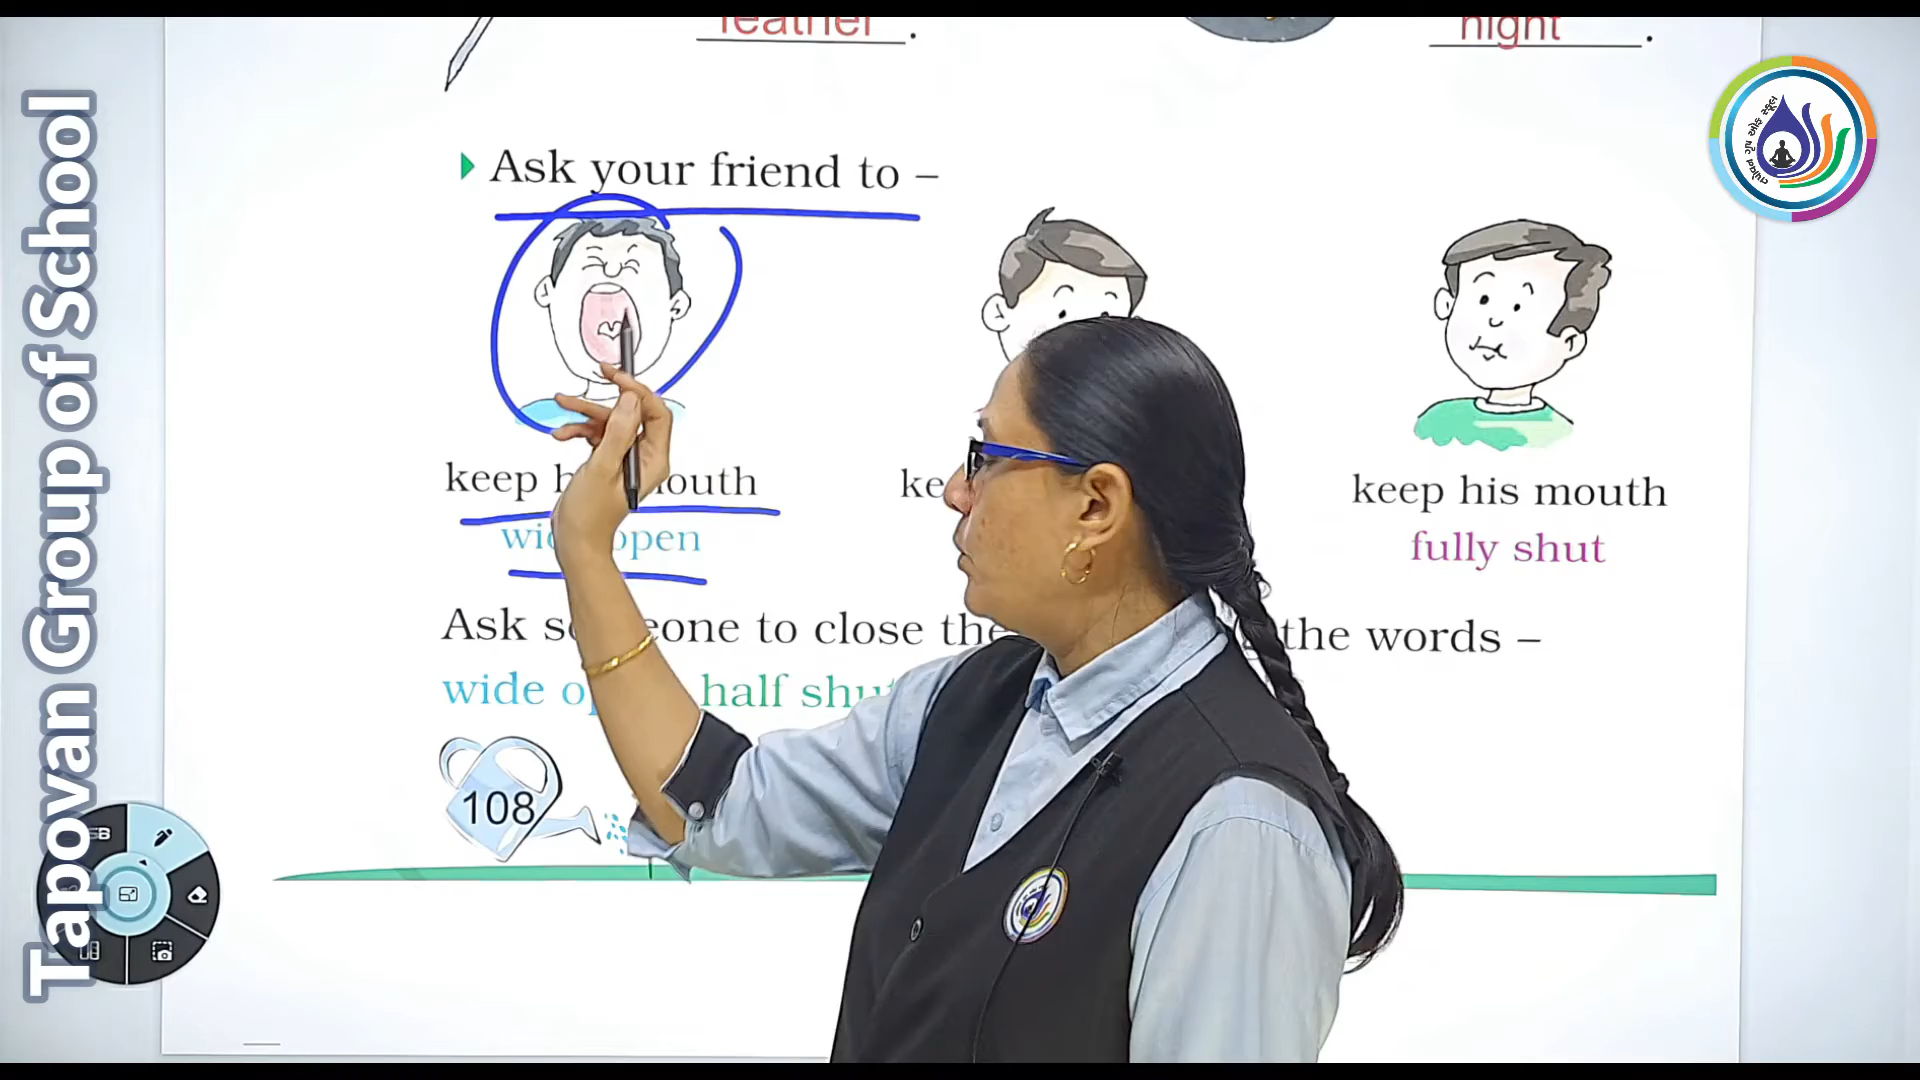 feather.
night.
Ask your friend to –
keep mouth
wide open
keep his mouth
fully shut
Ask someone to close the the words –
wide half shut
108
Tapovan Group of School